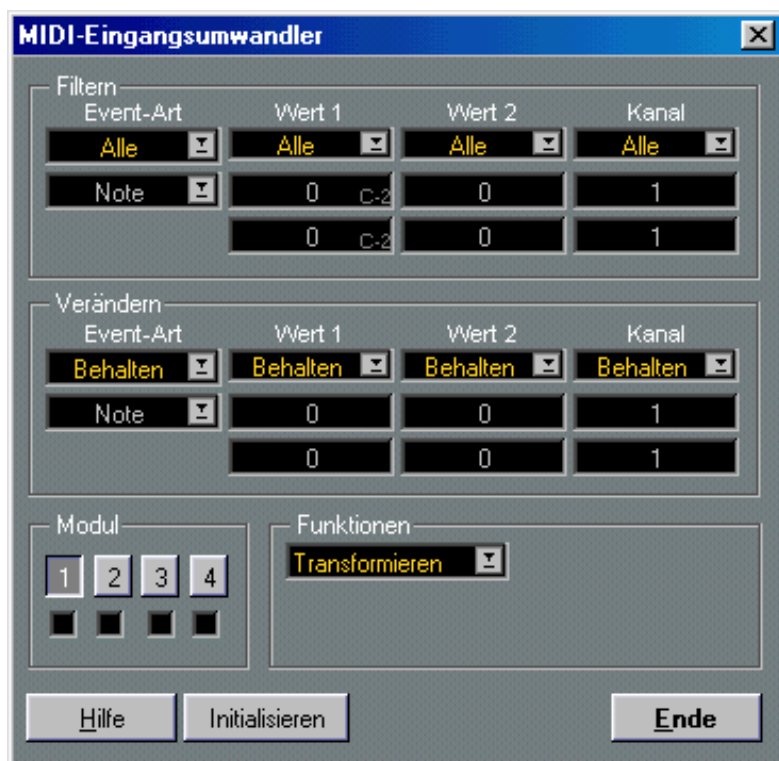 MIDI-Eingangsumwandler
Filtern
Event-Art Wert 1 Wert 2 Kanal
Alle Alle Alle Alle
Note 0 C-2 0 1
0 C-2 0 1
Verändern
Event-Art Wert 1 Wert 2 Kanal
Behalten Behalten Behalten Behalten
Note 0 0 1
0 0 1
Modul Funktionen
Transformieren
1 2 3 4
Hilfe Initialisieren Ende